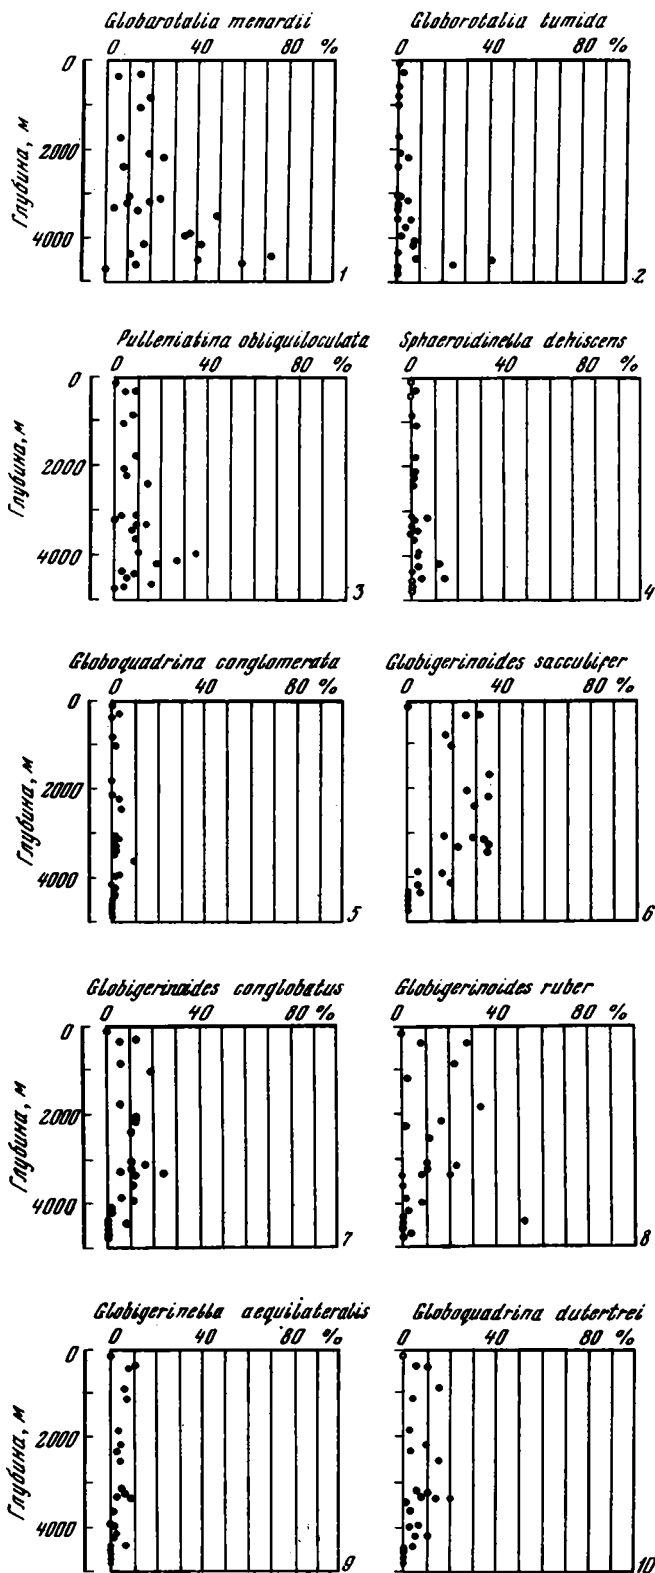 Globorotalia menardii
Globorotalia tumida
0 40 80 %
0 40 80 %
Глубина, м
0
2000
4000
1
2
Pulleniatina obliquiloculata
Sphaeroidinella dehiscens
0 40 80 %
0 40 80 %
Глубина, м
0
2000
4000
3
4
Globoquadrina conglomerata
Globigerinoides sacculifer
0 40 80 %
0 40 80 %
Глубина, м
0
2000
4000
5
6
Globigerinoides conglobatus
Globigerinoides ruber
0 40 80 %
0 40 80 %
Глубина, м
0
2000
4000
7
8
Globigerinella aequilateralis
Globoquadrina dutertrei
0 40 80 %
0 40 80 %
Глубина, м
0
2000
4000
9
10